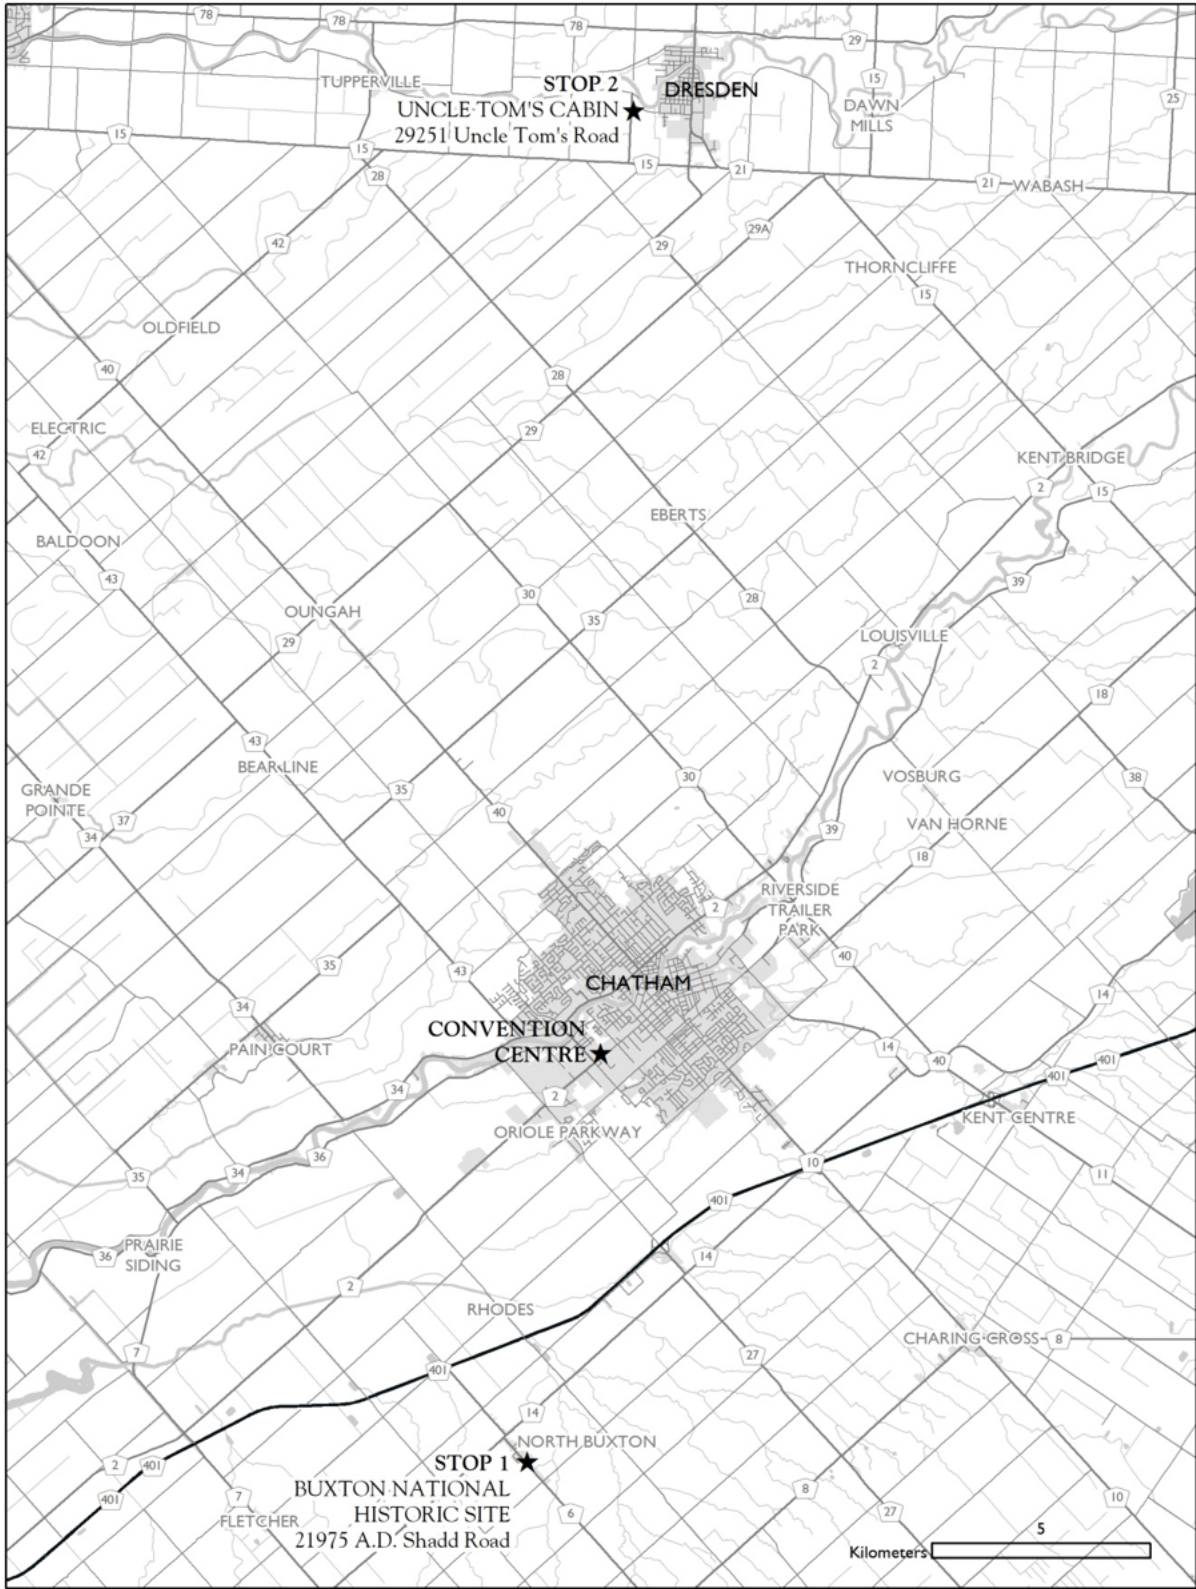 78
78
78
29
TUPPERVILLE
STOP 2
DRESDEN
15
UNCLE TOM'S CABIN
DAWN
MILLS
25
29251 Uncle Tom's Road
15
15
15
21
28
21
WABASH
42
29
29A
THORNCLIFFE
15
OLDFIELD
40
28
ELECTRIC
29
42
KENT BRIDGE
2
15
EBERTS
BALDOON
43
39
30
28
OUNGAH
35
29
LOUISVILLE
2
18
43
BEAR LINE
30
VOSBURG
38
GRANDE
POINTE
35
40
37
34
VAN HORNE
39
18
RIVERSIDE
TRAILER
PARK
2
40
35
43
CHATHAM
14
34
CONVENTION
CENTRE
PAIN COURT
14
40
401
401
34
2
KENT CENTRE
ORIOLE PARKWAY
36
10
11
34
35
401
PRAIRIE
SIDING
36
14
2
RHODES
CHARING CROSS
8
7
27
401
14
NORTH BUXTON
STOP 1
2
401
BUXTON NATIONAL
HISTORIC SITE
21975 A.D. Shadd Road
401
7
FLETCHER
6
8
27
10
5
Kilometers